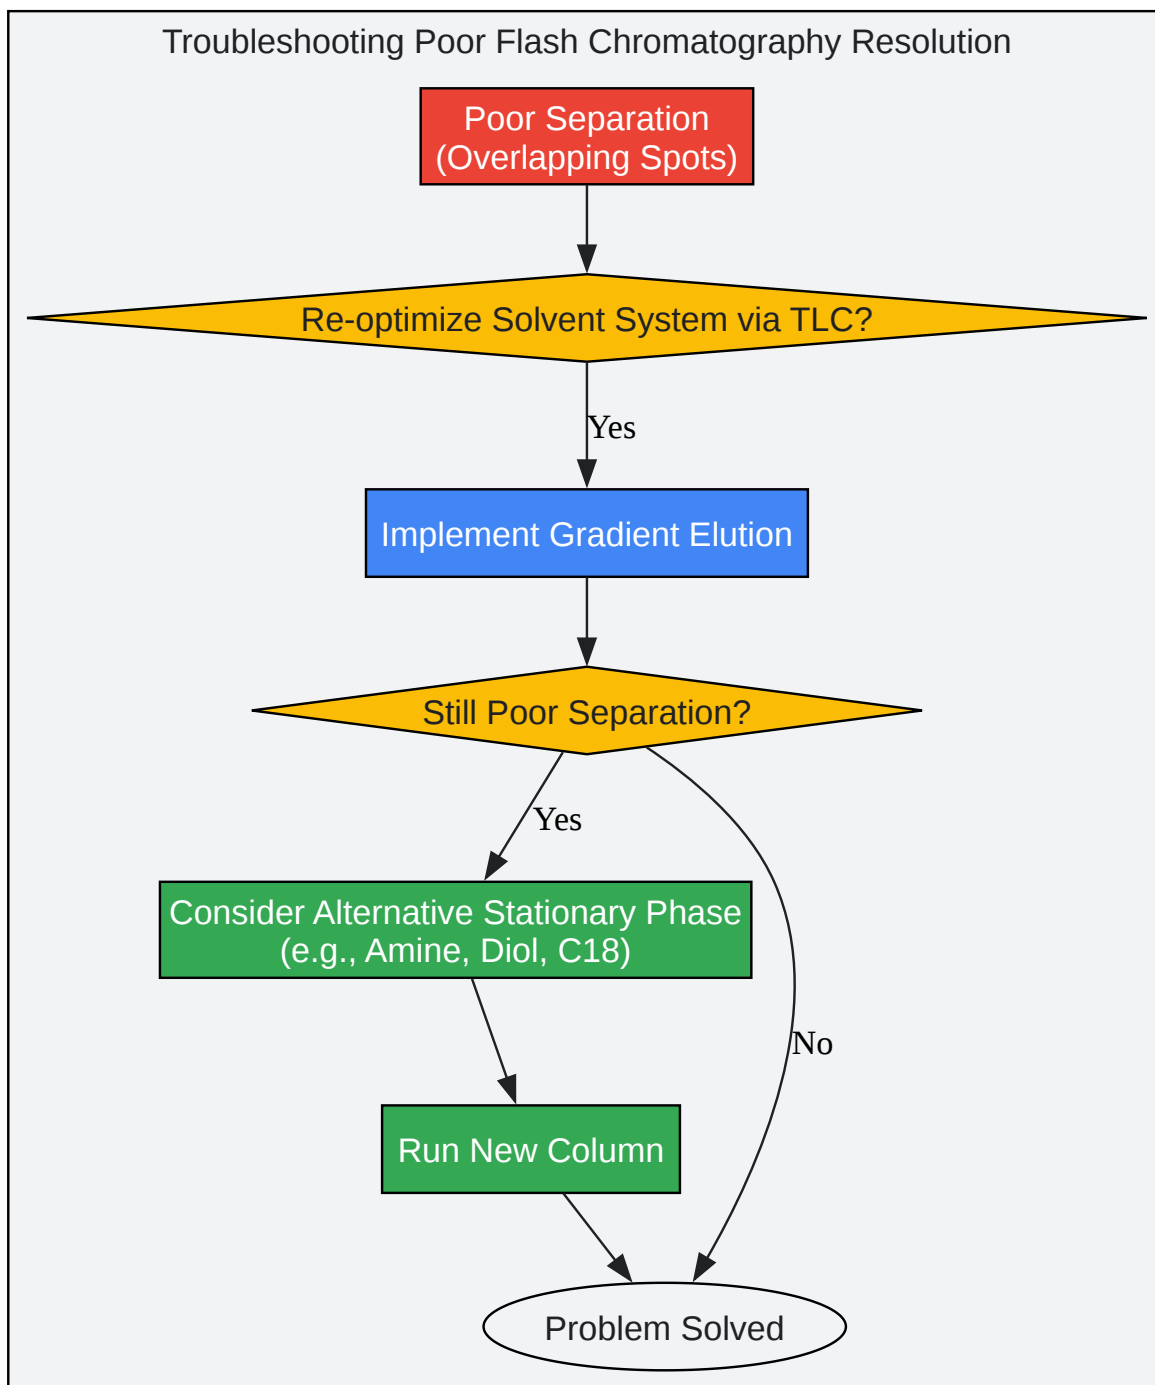 Troubleshooting Poor Flash Chromatography Resolution
Poor Separation
(Overlapping Spots)
Re-optimize Solvent System via TLC?
Yes
Implement Gradient Elution
Still Poor Separation?
Yes
Consider Alternative Stationary Phase
(e.g., Amine, Diol, C18)
No
Run New Column
Problem Solved